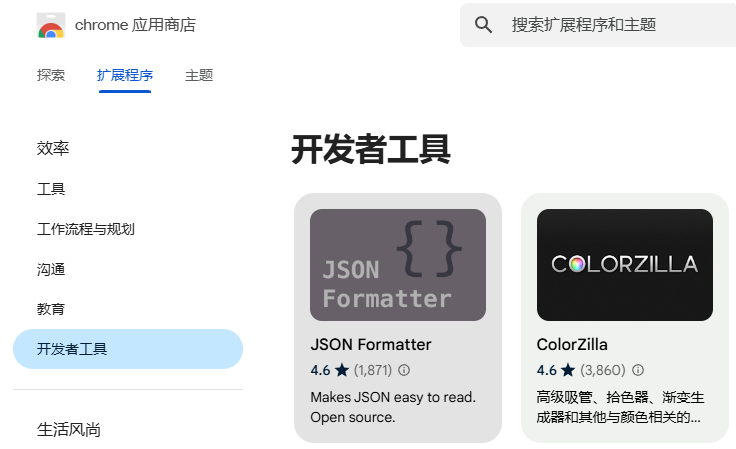 chrome 应用商店
搜索扩展程序和主题
探索 扩展程序 主题
效率
工具
工作流程与规划
沟通
教育
开发者工具
生活风尚
开发者工具
JSON
Formatter
{}
JSON Formatter
4.6 ★ (1,871)
Makes JSON easy to read.
Open source.
COLORZILLA
ColorZilla
4.6 ★ (3,860)
高级吸管、拾色器、渐变生
成器和其他与颜色相关的...